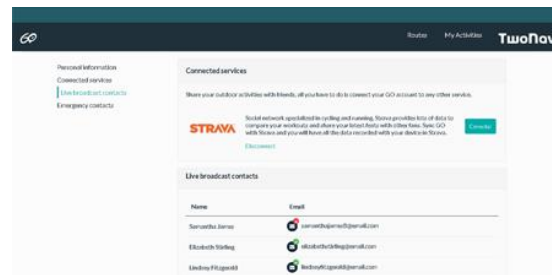 GO
Routes
My Activities
TwoNav
Personal information
Connected services
Live broadcast contacts
Emergency contacts
Connected services
Share your outdoor activities with friends, all you have to do is connect your GO account to any other service.
STRAVA
Social network specialized in cycling and running. Strava provides lots of data to
compare your workouts and share your latest feats with other fans. Sync GO
with Strava and you will have all the data recorded with your device in Strava.
Connect
Disconnect
Live broadcast contacts
Name
Email
Samantha James
Elizabeth Stirling
Lindsey Fitzgerald